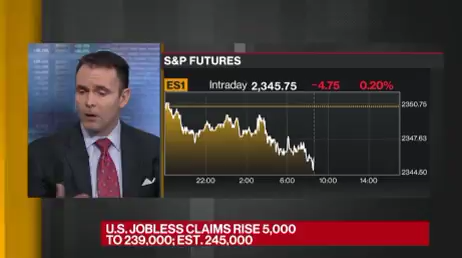 S&P FUTURES
ES1 Intraday 2,345.75 -4.75 0.20%
2350.75
2347.63
2344.50
22:00 2:00 6:00 10:00 14:00
U.S. JOBLESS CLAIMS RISE 5,000
TO 239,000; EST. 245,000